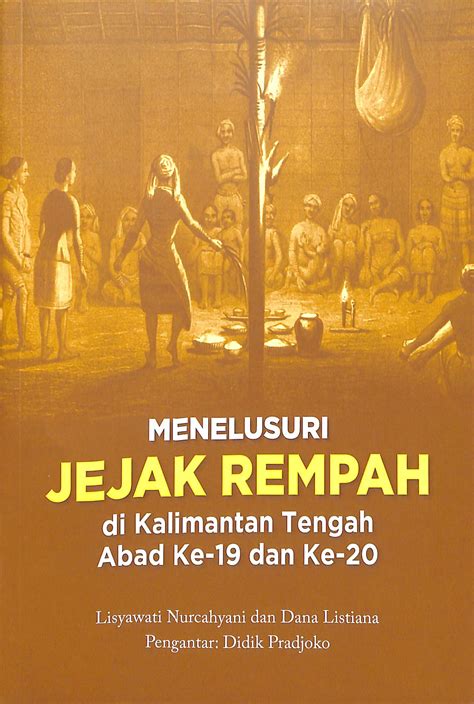 MENELUSURI
JEJAK REMPAH
di Kalimantan Tengah
Abad Ke-19 dan Ke-20
Lisyawati Nurcahyani dan Dana Listiana
Pengantar: Didik Pradjoko